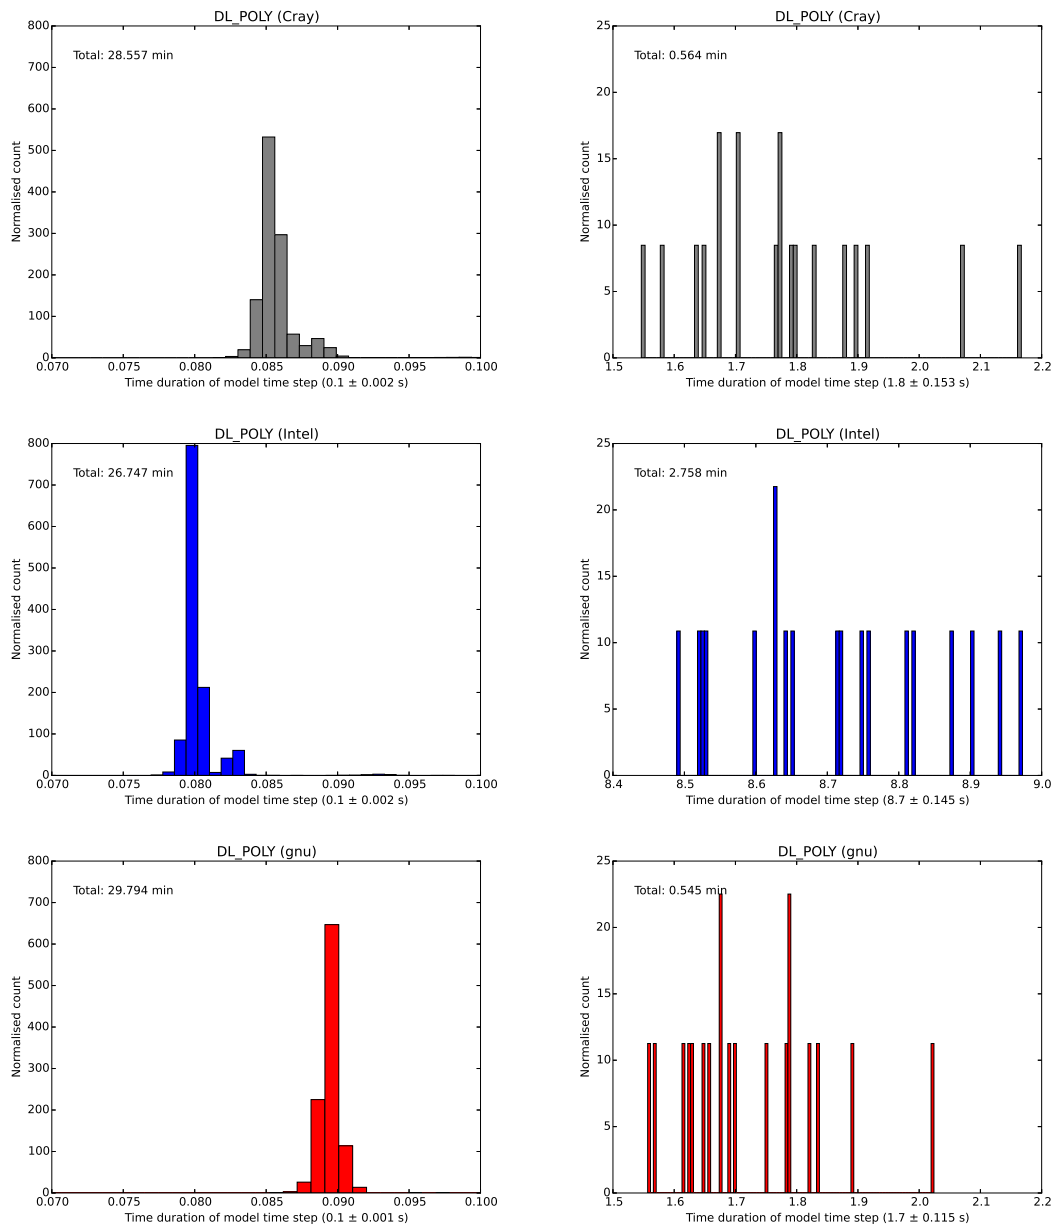 DL_POLY (Cray)
Total: 28.557 min
Normalised count
800
700
600
500
400
300
200
100
0
0.070 0.075 0.080 0.085 0.090 0.095 0.100
Time duration of model time step (0.1 ± 0.002 s)
DL_POLY (Cray)
Total: 0.564 min
Normalised count
25
20
15
10
5
0
1.5 1.6 1.7 1.8 1.9 2.0 2.1 2.2
Time duration of model time step (1.8 ± 0.153 s)
DL_POLY (Intel)
Total: 26.747 min
Normalised count
800
700
600
500
400
300
200
100
0
0.070 0.075 0.080 0.085 0.090 0.095 0.100
Time duration of model time step (0.1 ± 0.002 s)
DL_POLY (Intel)
Total: 2.758 min
Normalised count
25
20
15
10
5
0
8.4 8.5 8.6 8.7 8.8 8.9 9.0
Time duration of model time step (8.7 ± 0.145 s)
DL_POLY (gnu)
Total: 29.794 min
Normalised count
800
700
600
500
400
300
200
100
0
0.070 0.075 0.080 0.085 0.090 0.095 0.100
Time duration of model time step (0.1 ± 0.001 s)
DL_POLY (gnu)
Total: 0.545 min
Normalised count
25
20
15
10
5
0
1.5 1.6 1.7 1.8 1.9 2.0 2.1 2.2
Time duration of model time step (1.7 ± 0.115 s)